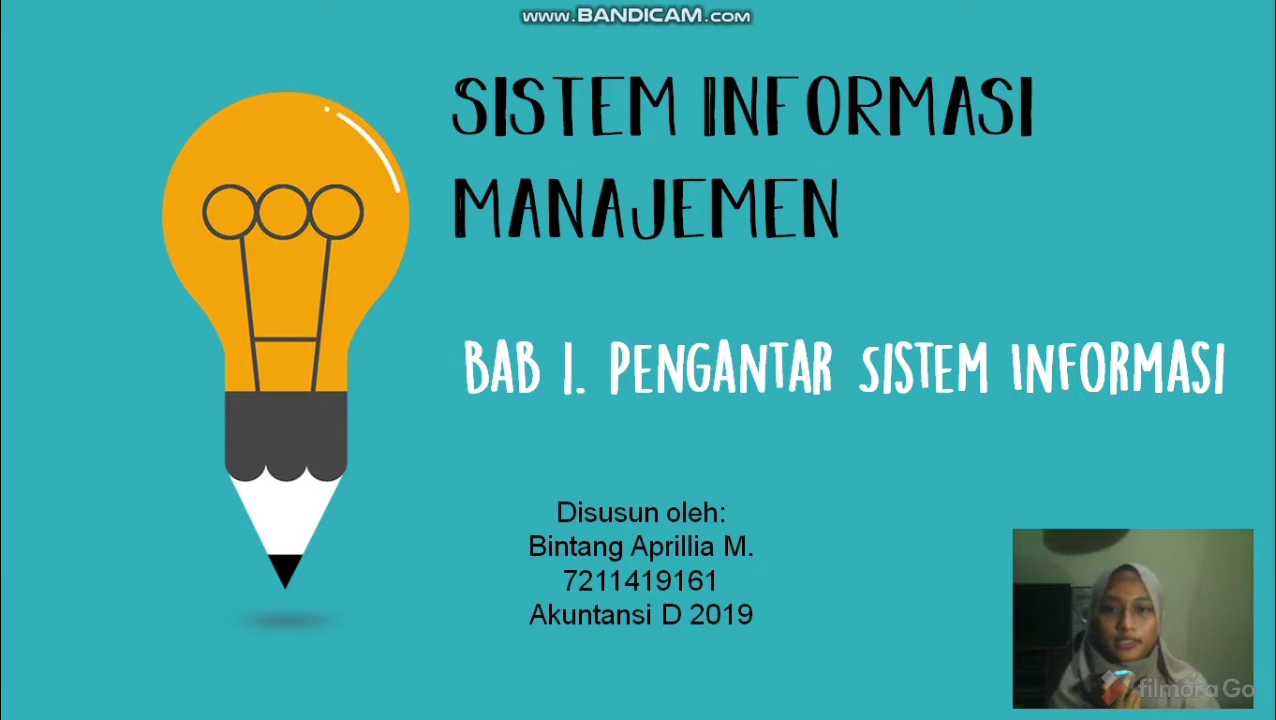 www.BANDICAM.com
SISTEM INFORMASI
MANAJEMEN
BAB 1. PENGANTAR SISTEM INFORMASI
Disusun oleh:
Bintang Aprillia M.
7211419161
Akuntansi D 2019
filmora Go